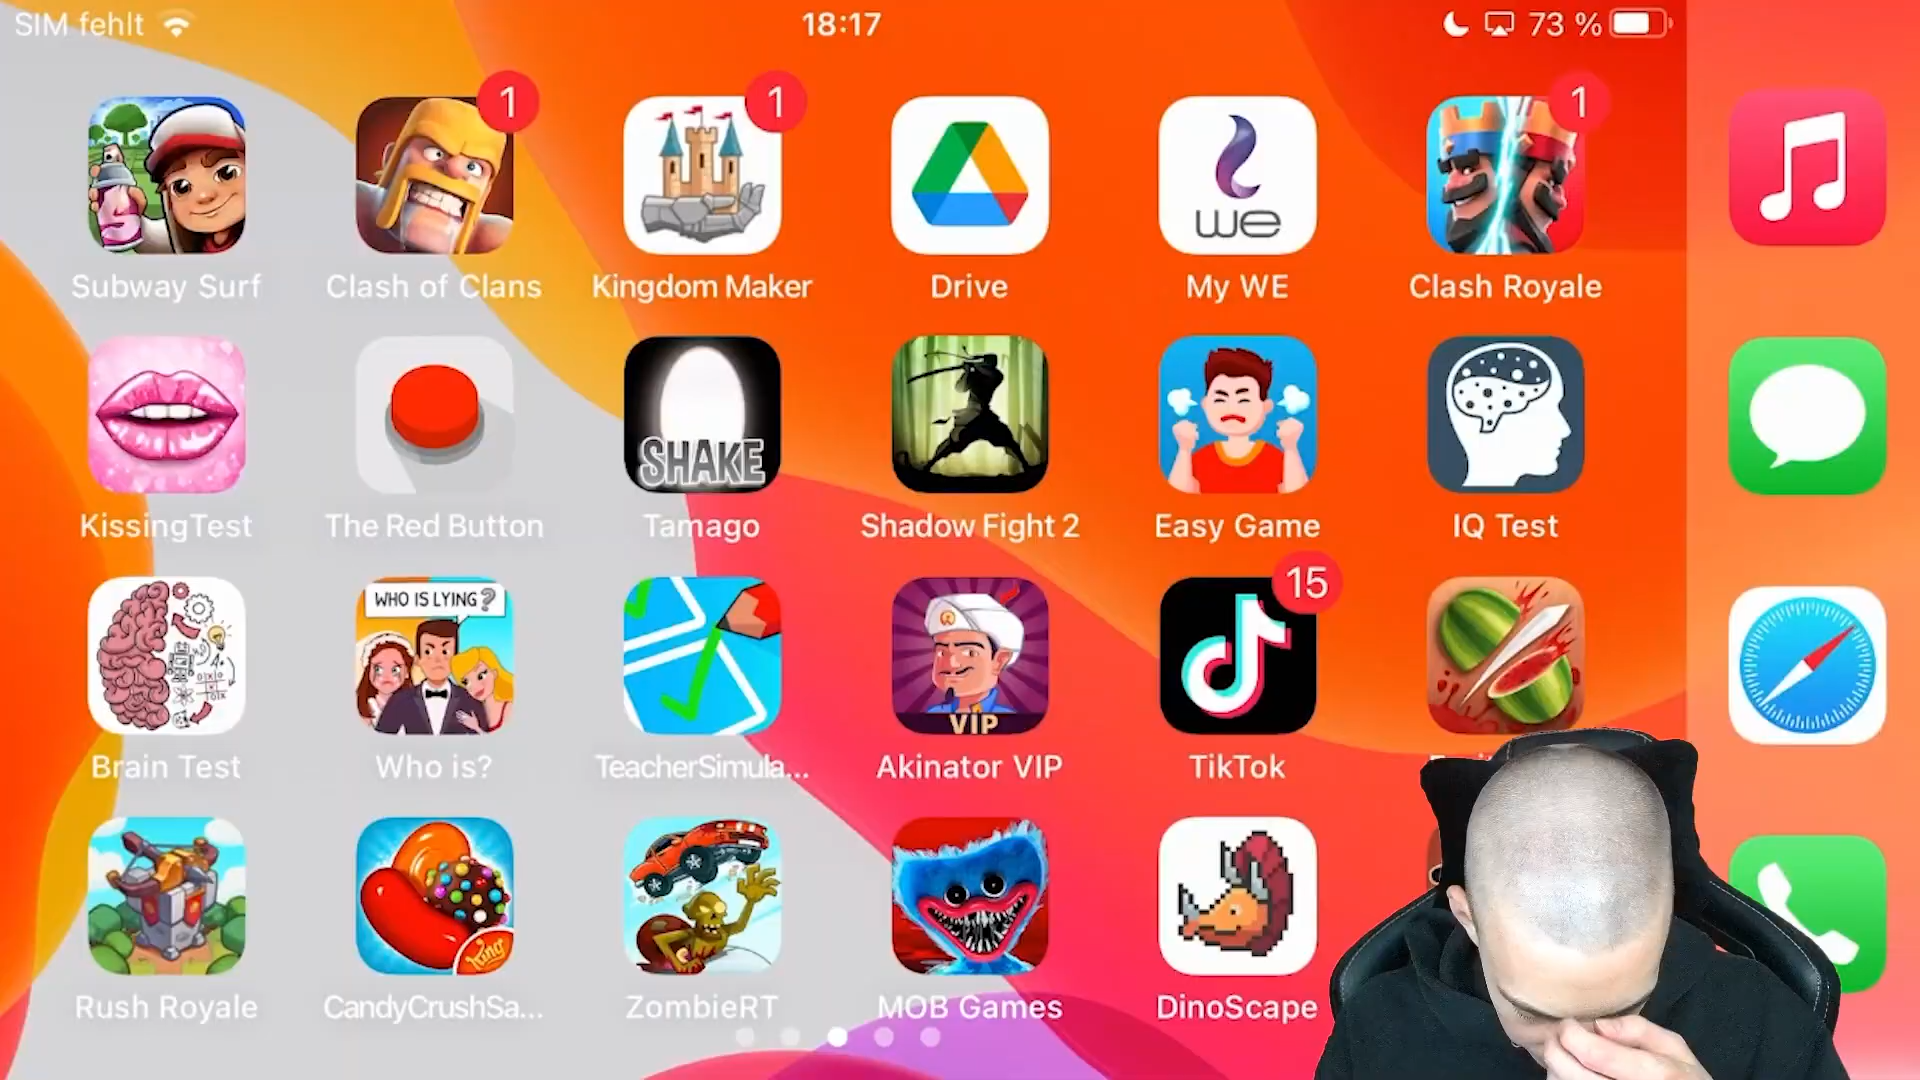 SIM fehlt 18:17 73 %
1 1 1
we
Subway Surf Clash of Clans Kingdom Maker Drive My WE Clash Royale
SHAKE
KissingTest The Red Button Tamago Shadow Fight 2 Easy Game IQ Test
15
WHO IS LYING?
VIP
Brain Test Who is? TeacherSimula... Akinator VIP TikTok
King
Rush Royale CandyCrushSa... ZombieRT MOB Games DinoScape